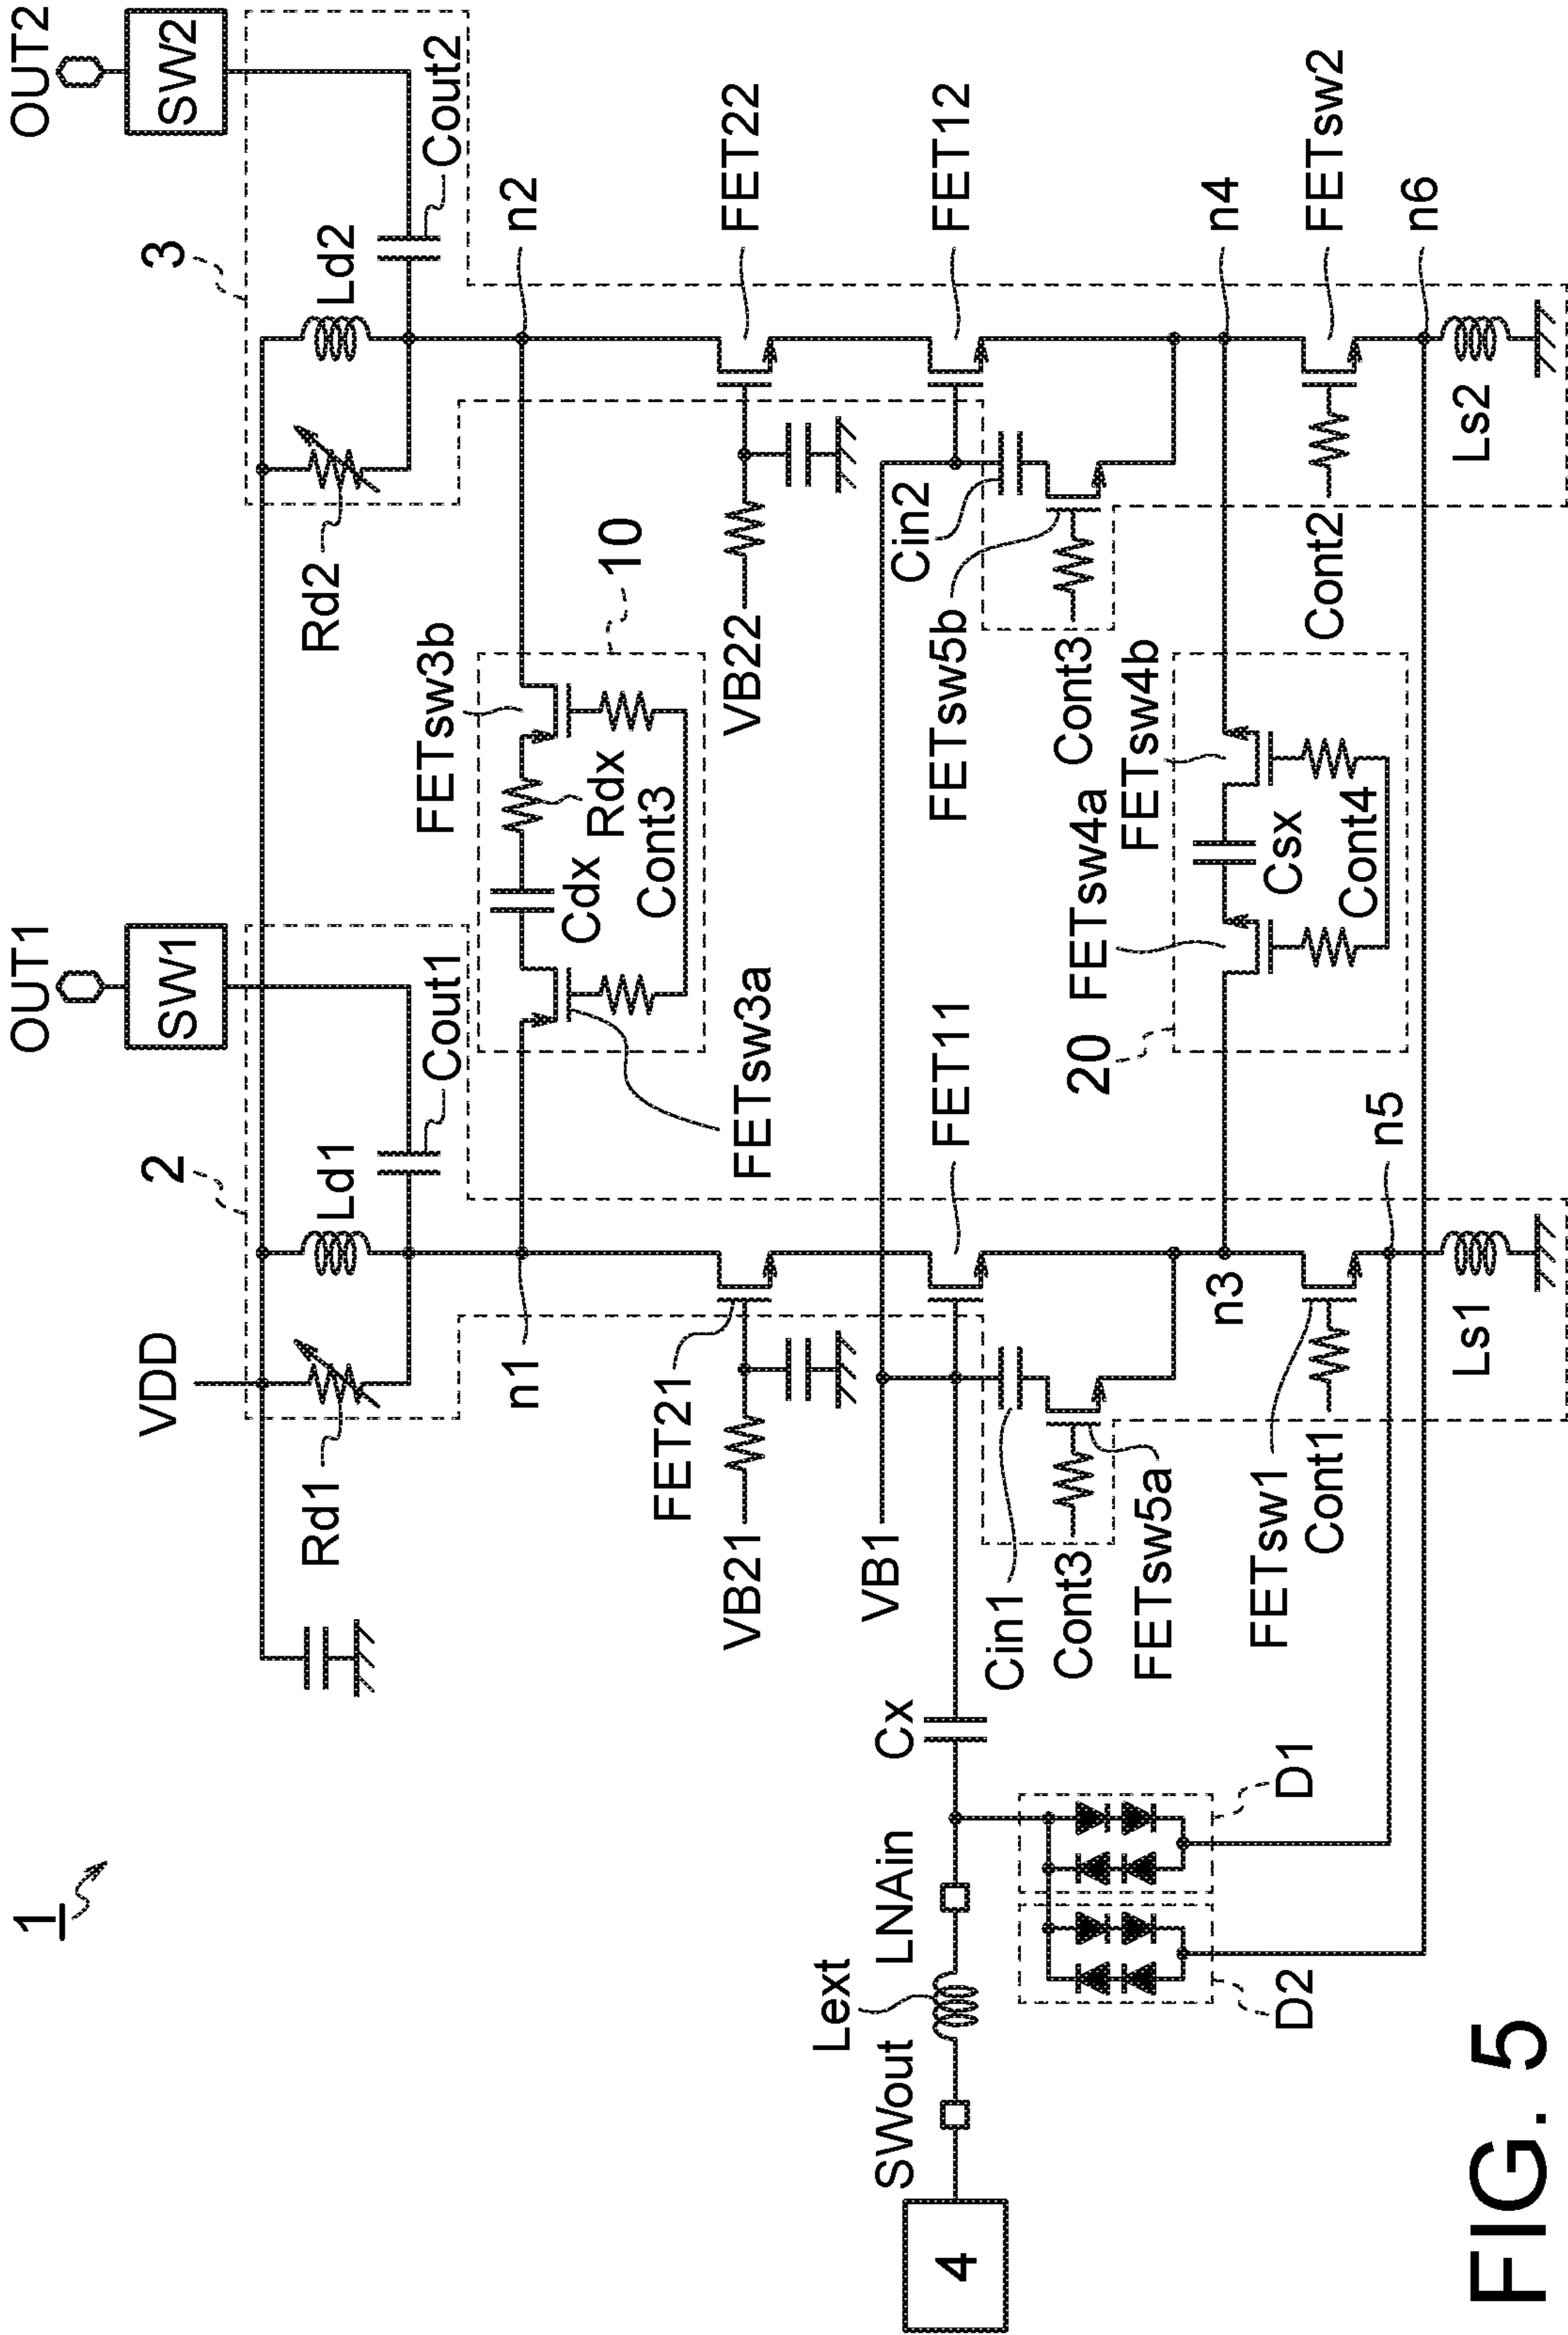 1
OUT1
OUT2
SW1
SW2
2
3
VDD
Rd1
Ld1
Cout1
Rd2
Ld2
Cout2
n1
n2
FETsw3a
FETsw3b
Cdx
Rdx
Cont3
10
VB21
FET21
VB22
FET22
VB1
FET11
FET12
Cin1
Cin2
Cont3
FETsw5a
Cont3
FETsw5b
n3
n4
20
FETsw4a
FETsw4b
Csx
Cont4
FETsw1
Cont1
FETsw2
Cont2
n5
n6
Ls1
Ls2
4
SWout
Lext
LNAin
Cx
D1
D2
FIG. 5